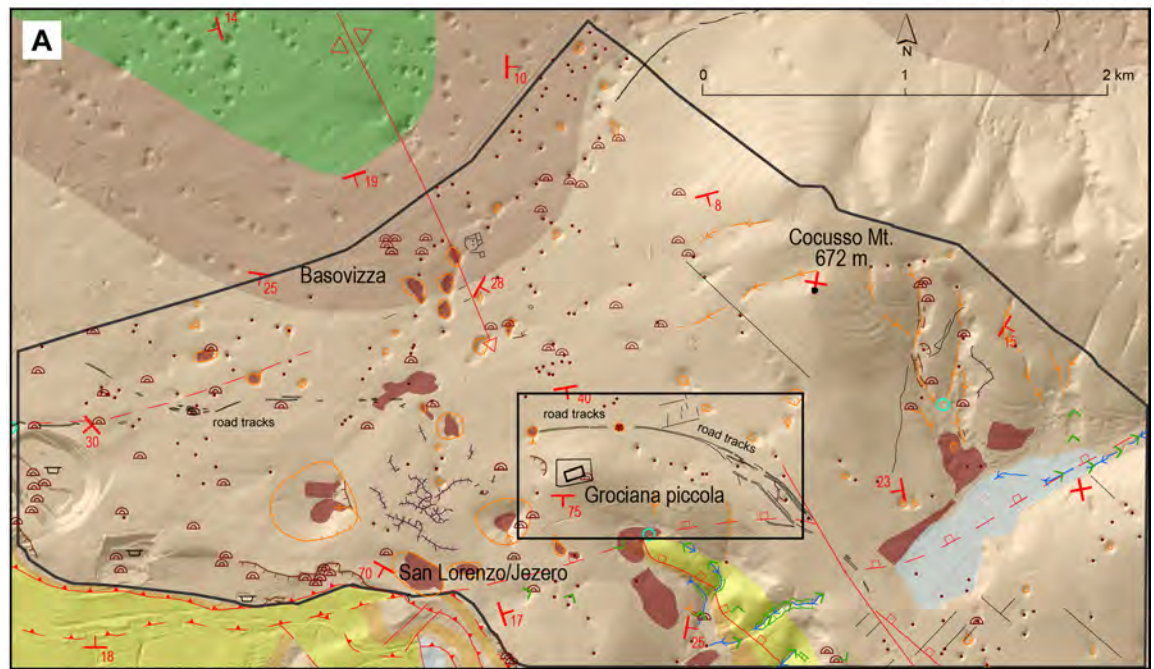 A
14
10
N
0
1
2 km
19
8
Cocusso Mt.
672 m.
Basovizza
25
28
15
40
road tracks
road tracks
road tracks
30
Grociana piccola
75
23
70
San Lorenzo/Jezero
17
25
18